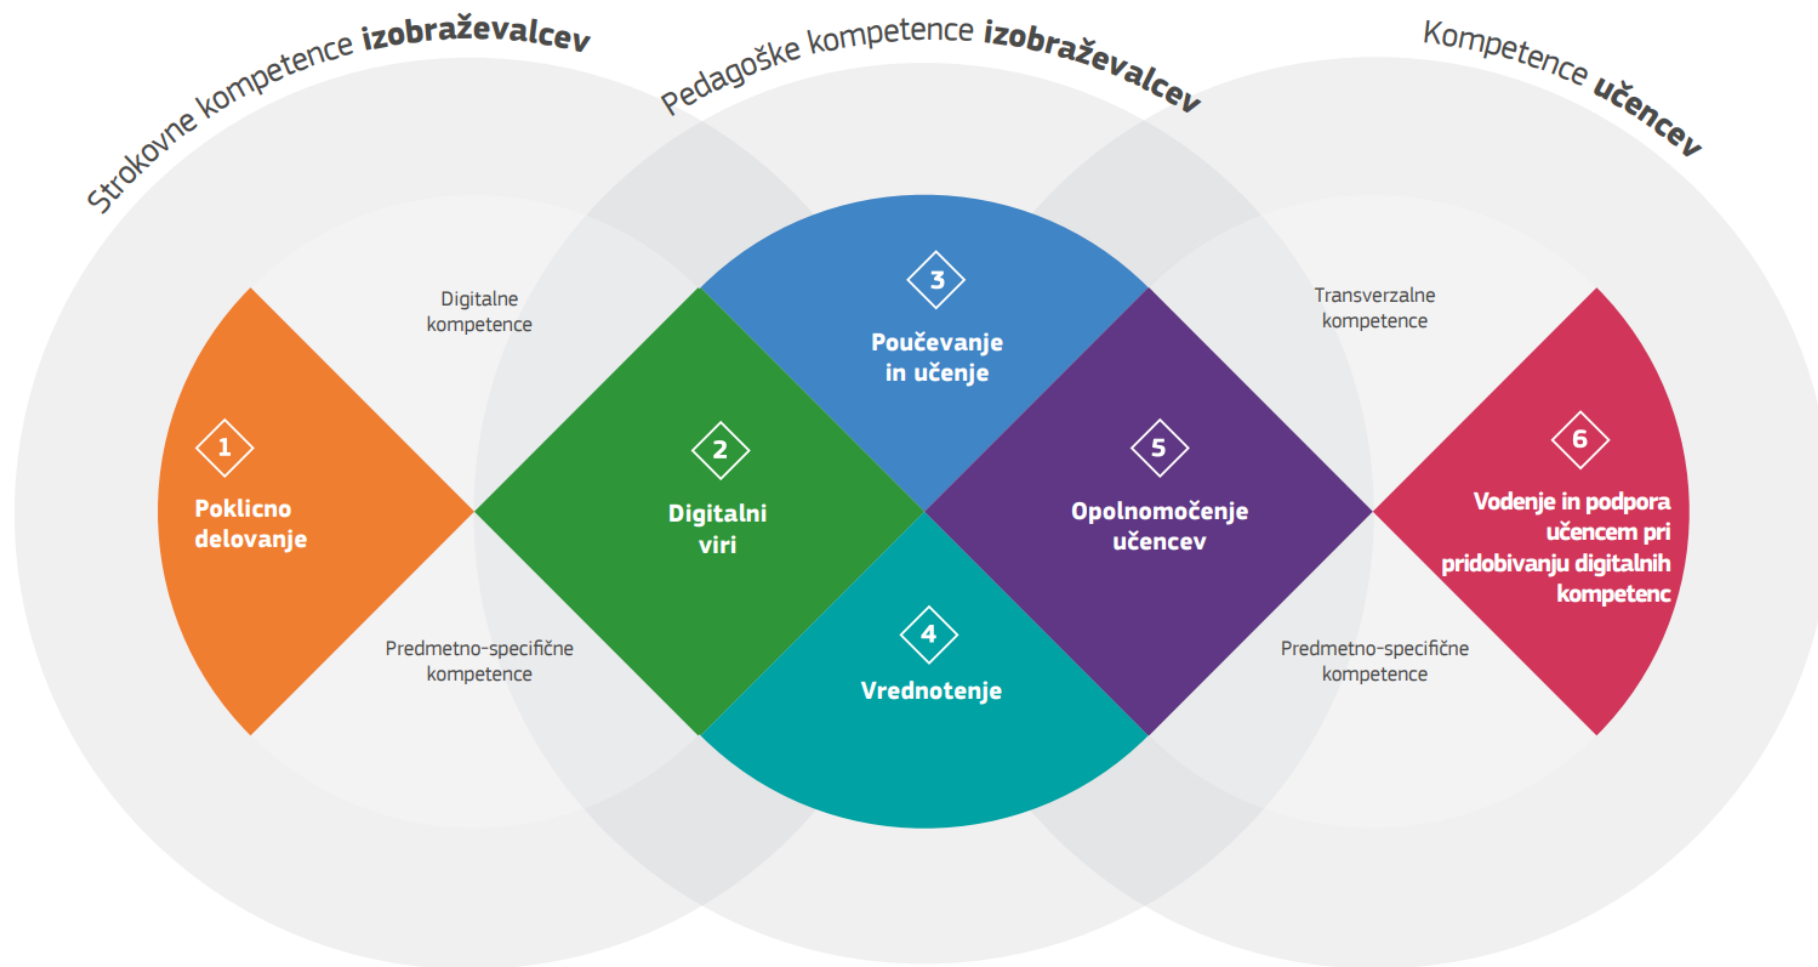 Strokovne kompetence izobraževalcev
Pedagoške kompetence izobraževalcev
Kompetence učencev
Digitalne
kompetence
Predmetno-specifične
kompetence
Transverzalne
kompetence
Predmetno-specifične
kompetence
1
Poklicno
delovanje
2
Digitalni
viri
3
Poučevanje
in učenje
4
Vrednotenje
5
Opolnomočenje
učencev
6
Vodenje in podpora
učencem pri
pridobivanju digitalnih
kompetenc